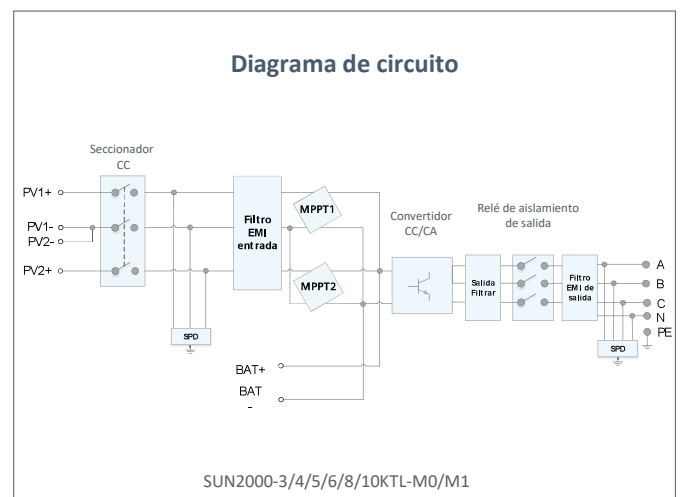 Diagrama de circuito
Seccionador
CC
PV1+
PV1-
PV2-
PV2+
Filtro
EMI
entrada
MPPT1
MPPT2
SPD
BAT+
BAT
-
Convertidor
CC/CA
Salida
Filtrar
Relé de aislamiento
de salida
Filtro
EMI de
salida
A
B
C
N
PE
SPD
SUN2000-3/4/5/6/8/10KTL-M0/M1